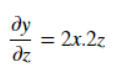 ∂y/∂z = 2x.2z